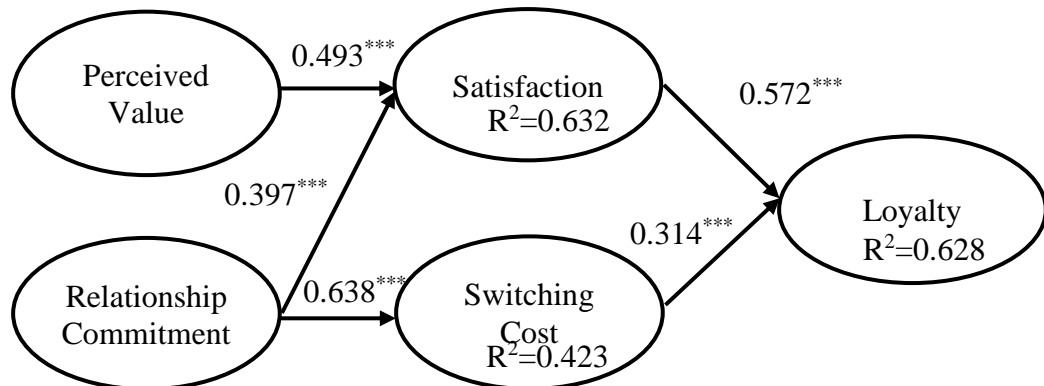 0.493***
Perceived
Value
Satisfaction
R²=0.632
0.572***
0.397***
Loyalty
R²=0.628
0.314***
Relationship
Commitment
0.638***
Switching
Cost
R²=0.423